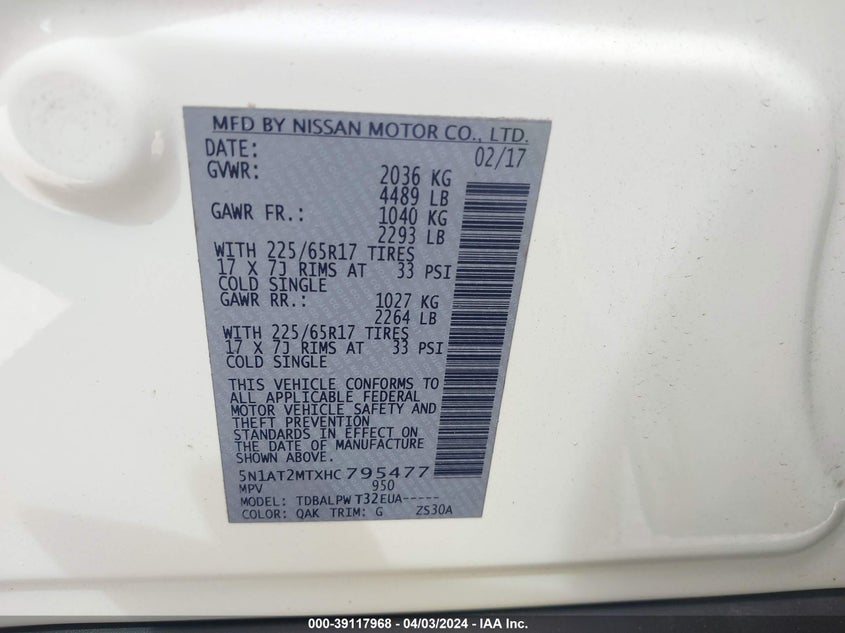 MFD BY NISSAN MOTOR CO., LTD.
DATE: 02/17
GVWR: 2036 KG
4489 LB
GAWR FR.: 1040 KG
2293 LB
WITH 225/65R17 TIRES
17 X 7J RIMS AT 33 PSI
COLD SINGLE
GAWR RR.: 1027 KG
2264 LB
WITH 225/65R17 TIRES
17 X 7J RIMS AT 33 PSI
COLD SINGLE
THIS VEHICLE CONFORMS TO
ALL APPLICABLE FEDERAL
MOTOR VEHICLE SAFETY AND
THEFT PREVENTION
STANDARDS IN EFFECT ON
THE DATE OF MANUFACTURE
SHOWN ABOVE.
5N1AT2MTXHC795477
MPV 950
MODEL: TDBALPW T32EUA-----
COLOR: QAK TRIM: G ZS30A
000-39117968 - 04/03/2024 - IAA Inc.